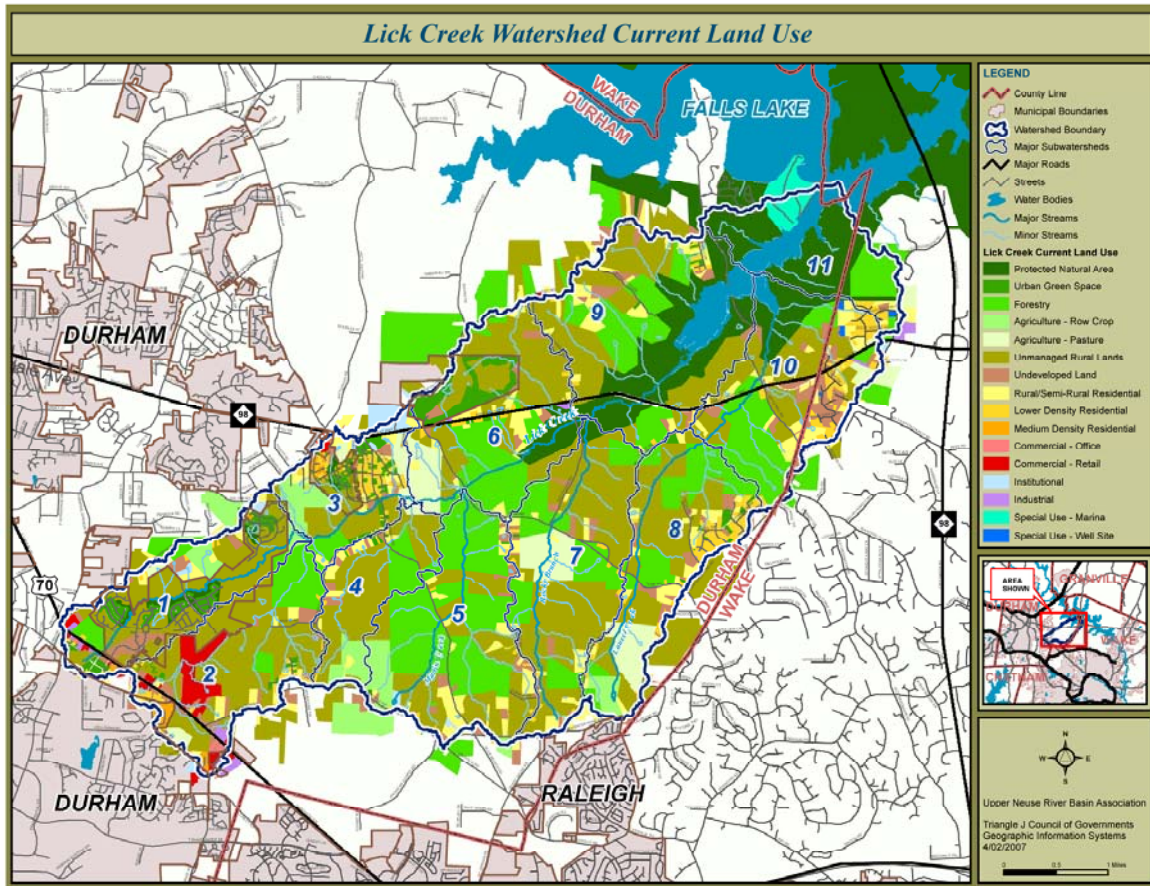 Lick Creek Watershed Current Land Use
WAKE
DURHAM
FALLS LAKE
DURHAM
98
70
DURHAM
RALEIGH
DURHAM
WAKE
98
Lick Creek
1
2
3
4
5
6
7
8
9
10
11
LEGEND
County Line
Municipal Boundaries
Watershed Boundary
Major Subwatersheds
Major Roads
Streets
Water Bodies
Major Streams
Minor Streams
Lick Creek Current Land Use
Protected Natural Area
Urban Green Space
Forestry
Agriculture - Row Crop
Agriculture - Pasture
Unmanaged Rural Lands
Undeveloped Land
Rural/Semi-Rural Residential
Lower Density Residential
Medium Density Residential
Commercial - Office
Commercial - Retail
Institutional
Industrial
Special Use - Marina
Special Use - Well Site
AREA
SHOWN
GRANVILLE
DURHAM
WAKE
CHATHAM
N
W E
S
Upper Neuse River Basin Association
Triangle J Council of Governments
Geographic Information Systems
4/02/2007
0 0.5 1 Miles